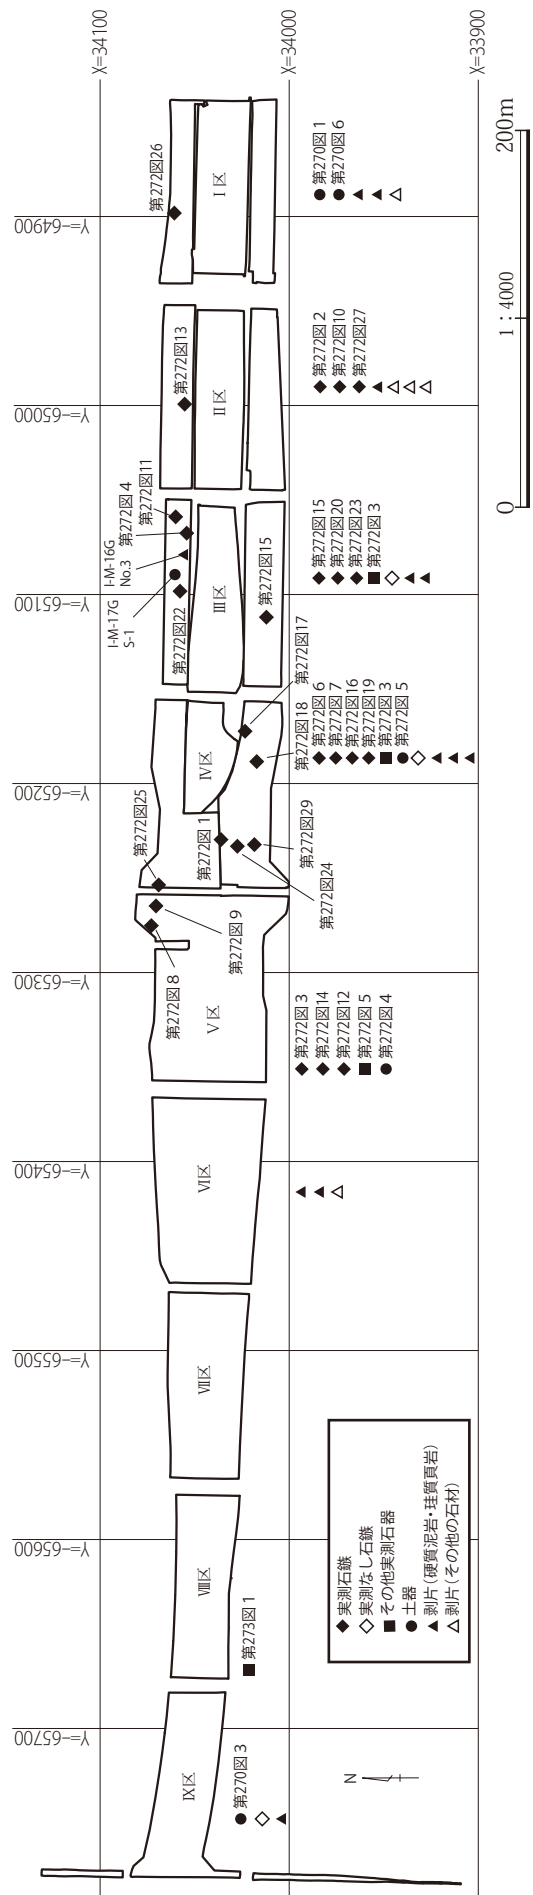 X=34100
X=34000
X=33900
Y=-64900
Y=-65000
Y=-65100
Y=-65200
Y=-65300
Y=-65400
Y=-65500
Y=-65600
Y=-65700
0
1：4000
200m
Ⅰ区
第272図26
●第270図 1
●第270図 6
▲
▲
△
Ⅱ区
第272図13
◆第272図 2
◆第272図10
◆第272図27
▲
△
△
△
Ⅲ区
第272図11
第272図 4
I-M-16G
No.3
I-M-17G
S-1
第272図22
第272図15
◆第272図15
◆第272図20
◆第272図23
■第272図 3
◇
▲
▲
Ⅳ区
第272図17
第272図18
第272図 1
第272図25
第272図29
第272図24
◆第272図 6
◆第272図 7
◆第272図16
◆第272図19
■第272図 3
●第272図 5
◇
▲
▲
▲
Ⅴ区
第272図 9
第272図 8
◆第272図 3
◆第272図14
◆第272図12
■第272図 5
●第272図 4
Ⅵ区
▲
▲
△
Ⅶ区
Ⅷ区
■第273図 1
Ⅸ区
●第270図 3
◇
▲
N
◆実測石鏃
◇実測なし石鏃
■その他実測石器
●土器
▲剥片（硬質泥岩・珪質頁岩）
△剥片（その他の石材）